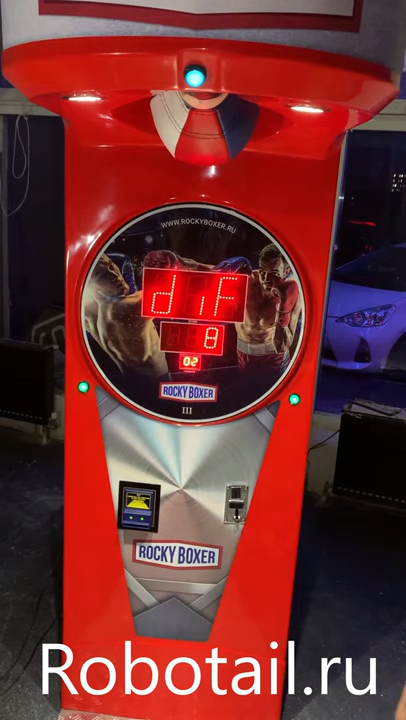 WWW.ROCKYBOXER.RU
diF
8
02
ROCKY BOXER
III
ROCKY BOXER
Robotail.ru